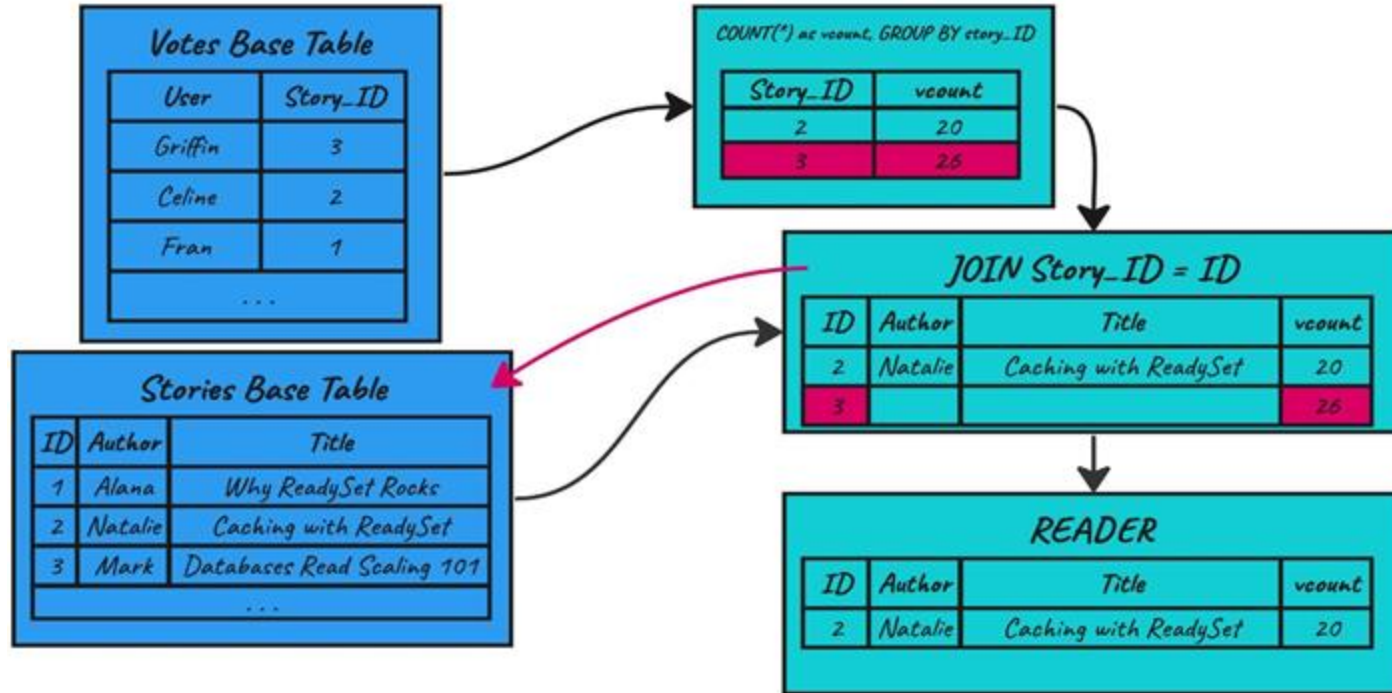 Votes Base Table
User Story_ID
Griffin 3
Celine 2
Fran 1
...
COUNT(*) as vcount, GROUP BY story_ID
Story_ID vcount
2 20
3 26
JOIN Story_ID = ID
ID Author Title vcount
2 Natalie Caching with ReadySet 20
3 26
Stories Base Table
ID Author Title
1 Alana Why ReadySet Rocks
2 Natalie Caching with ReadySet
3 Mark Databases Read Scaling 101
...
READER
ID Author Title vcount
2 Natalie Caching with ReadySet 20